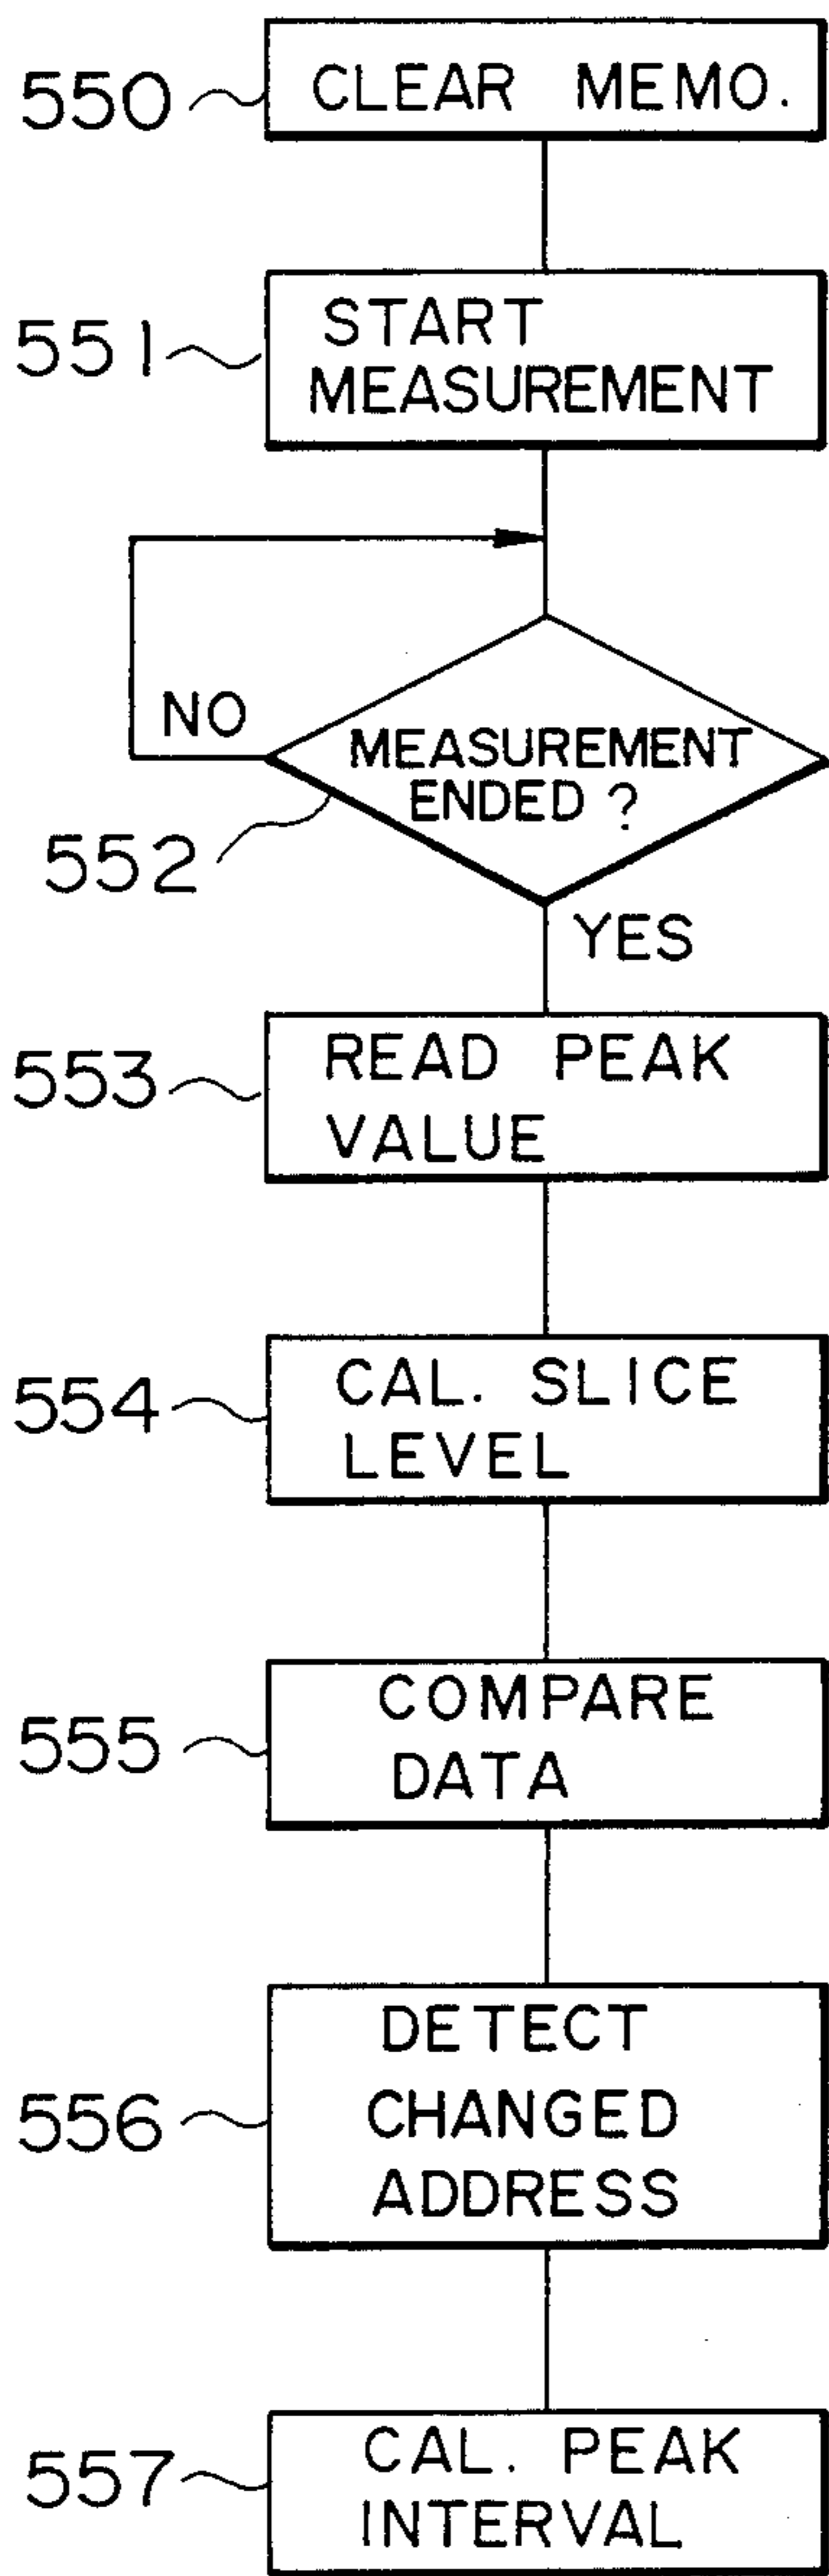 550
CLEAR MEMO.
551
START
MEASUREMENT
NO
MEASUREMENT
ENDED ?
552
YES
553
READ PEAK
VALUE
554
CAL. SLICE
LEVEL
555
COMPARE
DATA
556
DETECT
CHANGED
ADDRESS
557
CAL. PEAK
INTERVAL